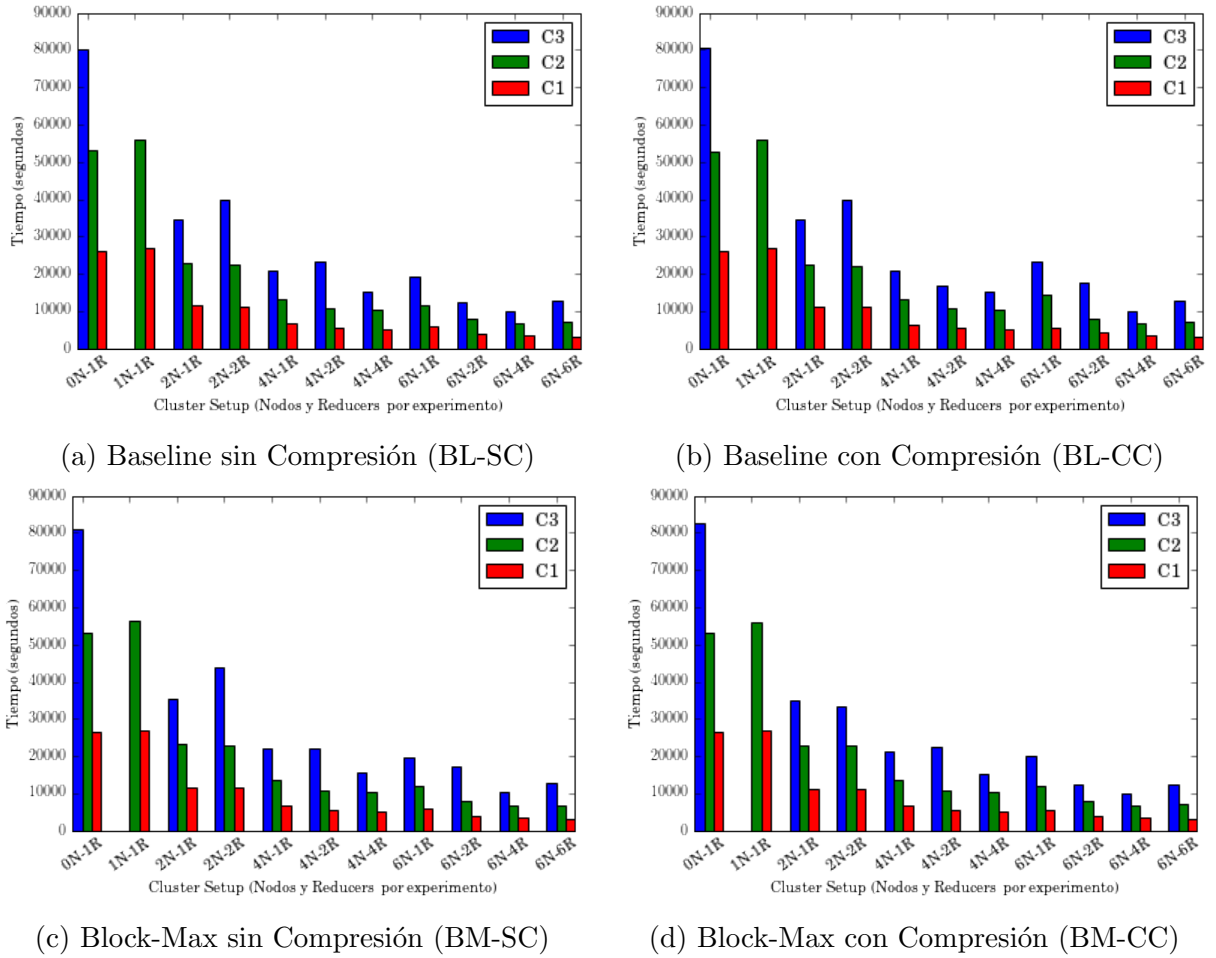 90000
80000
70000
60000
50000
40000
30000
20000
10000
0
Tiempo (segundos)
C3
C2
C1
0N-1R 1N-1R 2N-1R 2N-2R 4N-1R 4N-2R 4N-4R 6N-1R 6N-2R 6N-4R 6N-6R
Cluster Setup (Nodos y Reducers por experimento)
(a) Baseline sin Compresión (BL-SC)
90000
80000
70000
60000
50000
40000
30000
20000
10000
0
Tiempo (segundos)
C3
C2
C1
0N-1R 1N-1R 2N-1R 2N-2R 4N-1R 4N-2R 4N-4R 6N-1R 6N-2R 6N-4R 6N-6R
Cluster Setup (Nodos y Reducers por experimento)
(b) Baseline con Compresión (BL-CC)
90000
80000
70000
60000
50000
40000
30000
20000
10000
0
Tiempo (segundos)
C3
C2
C1
0N-1R 1N-1R 2N-1R 2N-2R 4N-1R 4N-2R 4N-4R 6N-1R 6N-2R 6N-4R 6N-6R
Cluster Setup (Nodos y Reducers por experimento)
(c) Block-Max sin Compresión (BM-SC)
90000
80000
70000
60000
50000
40000
30000
20000
10000
0
Tiempo (segundos)
C3
C2
C1
0N-1R 1N-1R 2N-1R 2N-2R 4N-1R 4N-2R 4N-4R 6N-1R 6N-2R 6N-4R 6N-6R
Cluster Setup (Nodos y Reducers por experimento)
(d) Block-Max con Compresión (BM-CC)